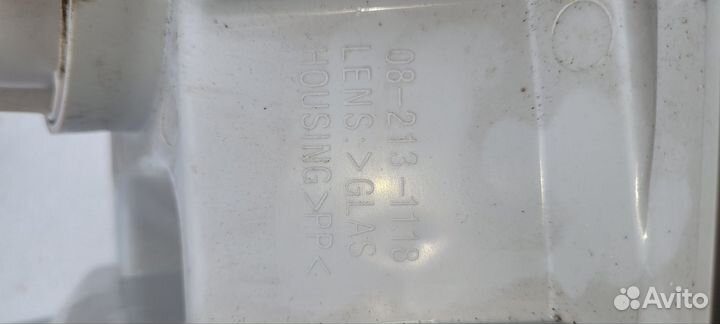 08-213-1118
LENS:>GLAS
HOUSING>PP<
Avito